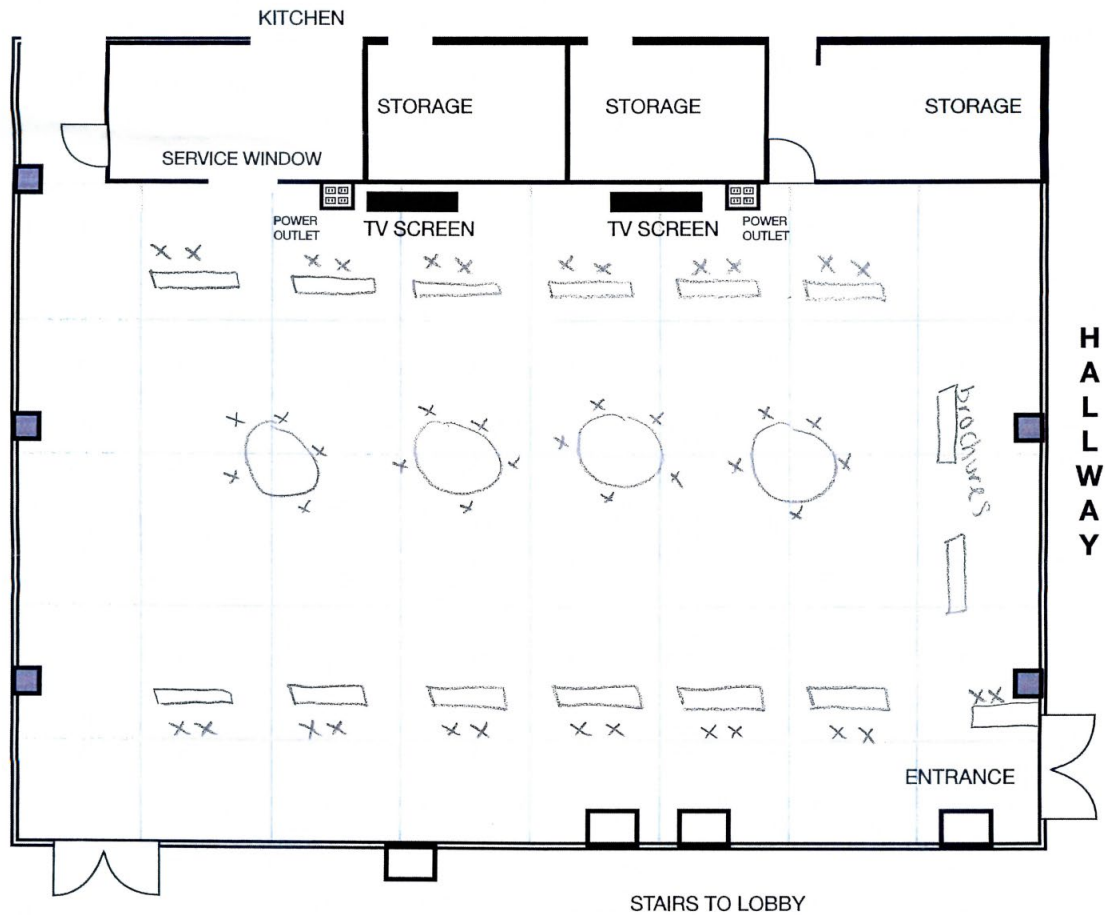 KITCHEN
STORAGE
STORAGE
STORAGE
SERVICE WINDOW
POWER
OUTLET
TV SCREEN
TV SCREEN
POWER
OUTLET
HALLWAY
brochures
ENTRANCE
STAIRS TO LOBBY